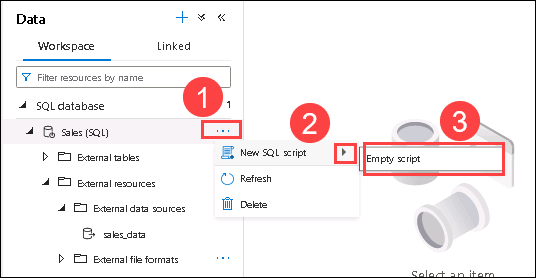 Data
Workspace Linked
Filter resources by name
SQL database 1
1
Sales (SQL)
2
3
External tables
New SQL script
Empty script
External resources
Refresh
External data sources
Delete
sales_data
External file formats
Select an item